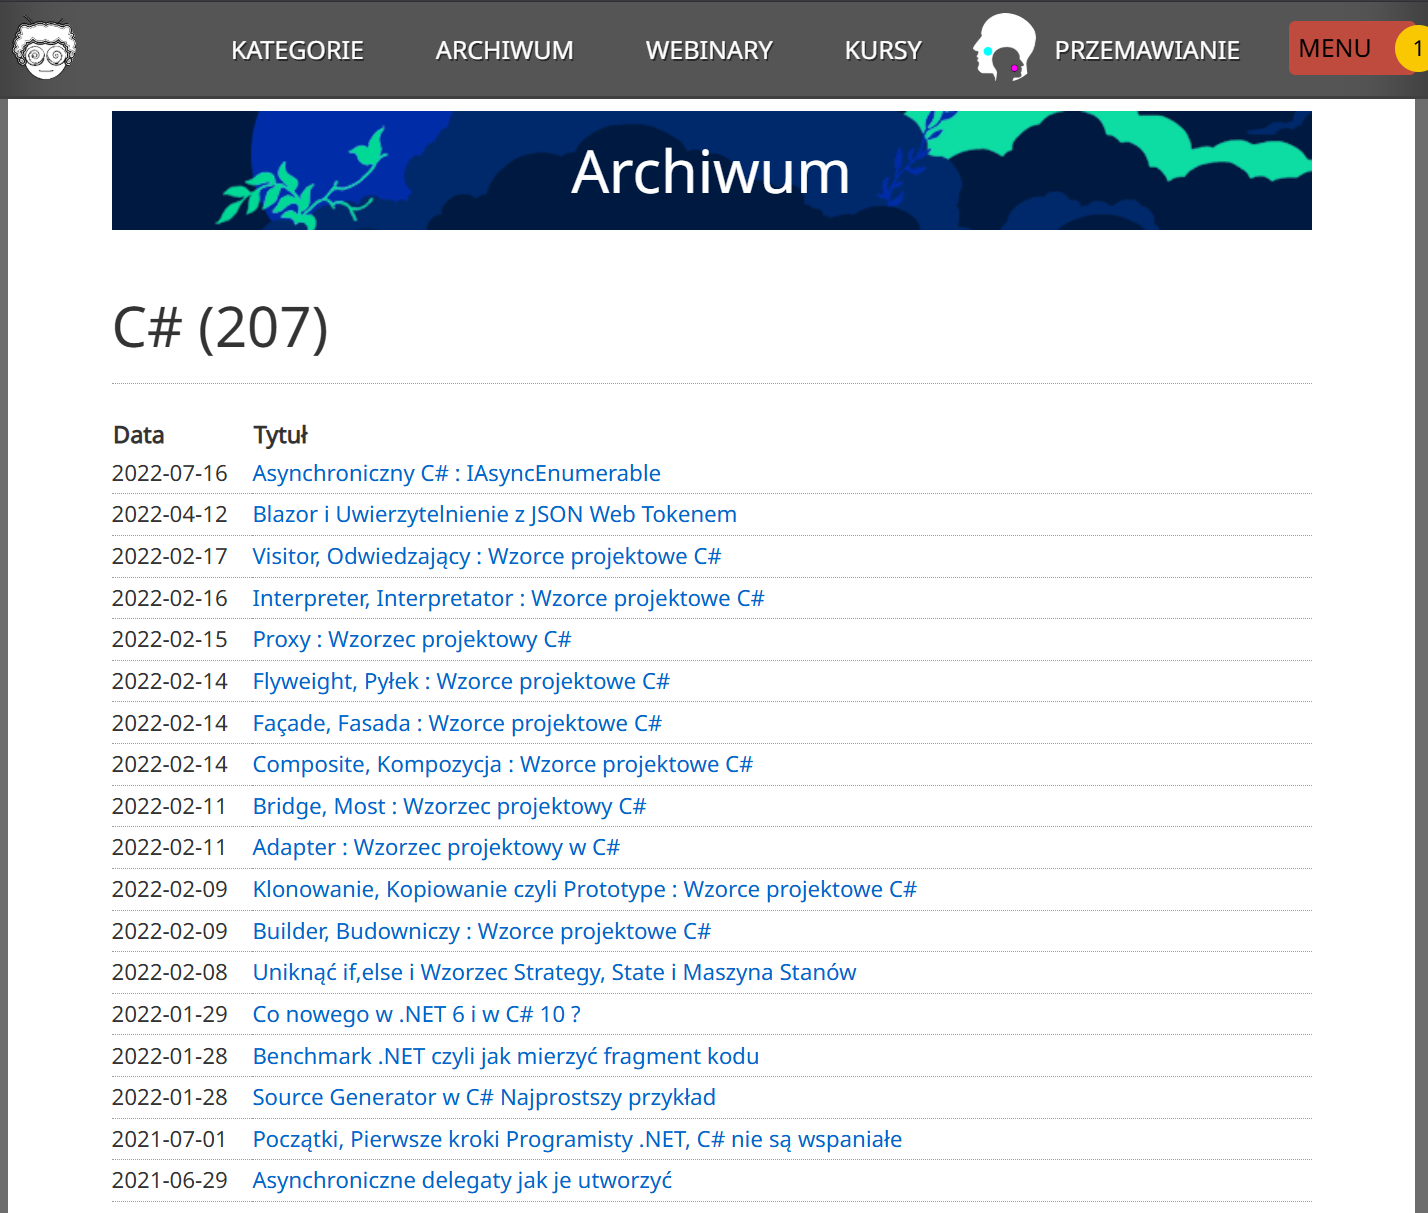 KATEGORIE ARCHIWUM WEBINARY KURSY PRZEMAWIANIE MENU 1
Archiwum
C# (207)
Data Tytuł
2022-07-16 Asynchroniczny C# : IAsyncEnumerable
2022-04-12 Blazor i Uwierzytelnienie z JSON Web Tokenem
2022-02-17 Visitor, Odwiedzający : Wzorce projektowe C#
2022-02-16 Interpreter, Interpretator : Wzorce projektowe C#
2022-02-15 Proxy : Wzorzec projektowy C#
2022-02-14 Flyweight, Pyłek : Wzorce projektowe C#
2022-02-14 Façade, Fasada : Wzorce projektowe C#
2022-02-14 Composite, Kompozycja : Wzorce projektowe C#
2022-02-11 Bridge, Most : Wzorzec projektowy C#
2022-02-11 Adapter : Wzorzec projektowy w C#
2022-02-09 Klonowanie, Kopiowanie czyli Prototype : Wzorce projektowe C#
2022-02-09 Builder, Budowniczy : Wzorce projektowe C#
2022-02-08 Uniknąć if,else i Wzorzec Strategy, State i Maszyna Stanów
2022-01-29 Co nowego w .NET 6 i w C# 10 ?
2022-01-28 Benchmark .NET czyli jak mierzyć fragment kodu
2022-01-28 Source Generator w C# Najprostszy przykład
2021-07-01 Początki, Pierwsze kroki Programisty .NET, C# nie są wspaniałe
2021-06-29 Asynchroniczne delegaty jak je utworzyć